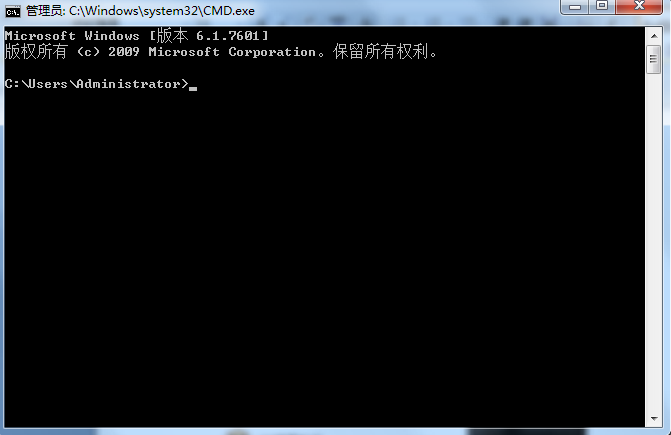 管理员: C:\Windows\system32\CMD.exe
Microsoft Windows [版本 6.1.7601]
版权所有 (c) 2009 Microsoft Corporation。保留所有权利。
C:\Users\Administrator>